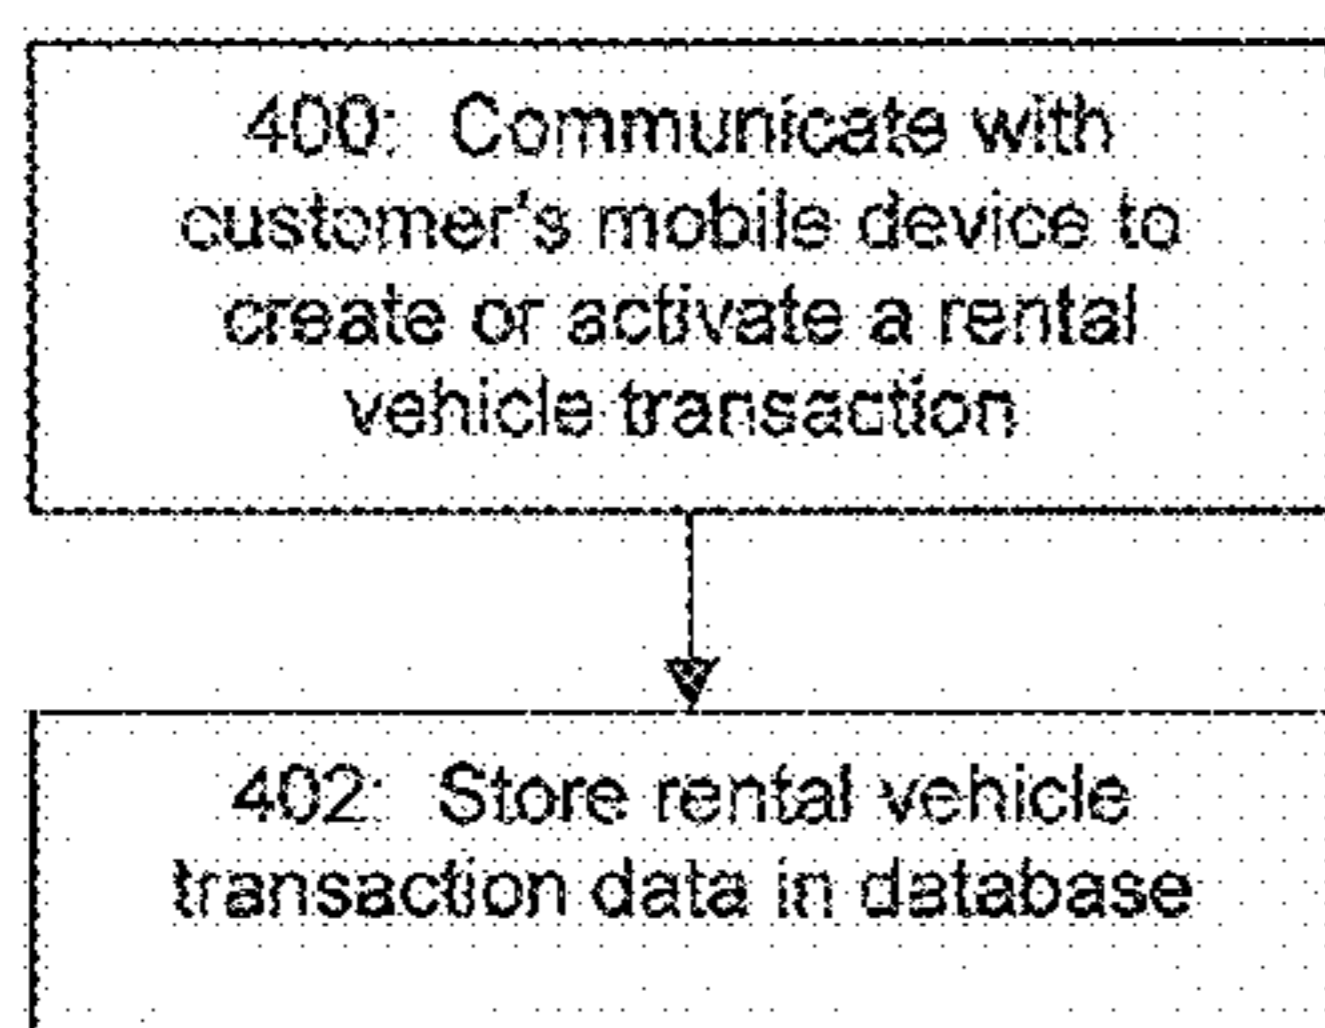 400: Communicate with
customer's mobile device to
create or activate a rental
vehicle transaction
402: Store rental vehicle
transaction data in database